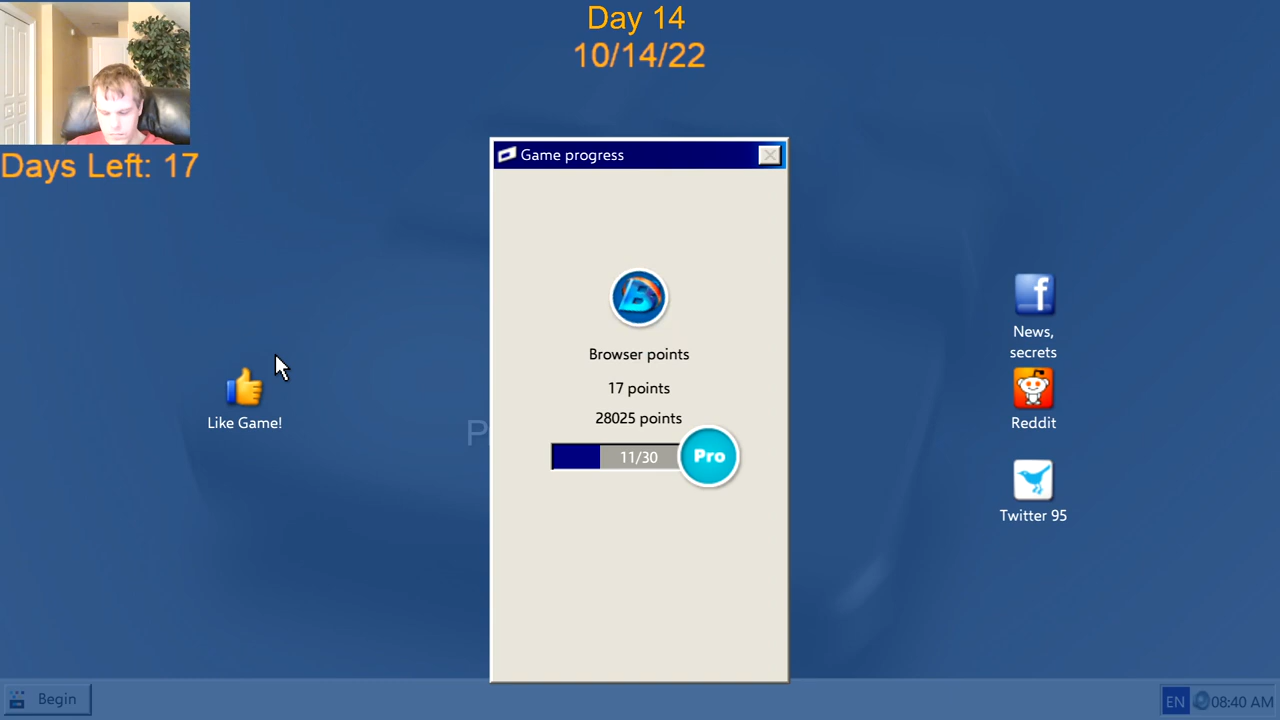 Day 14
10/14/22
Days Left: 17
Game progress
Browser points
17 points
28025 points
11/30
Pro
P
Like Game!
News,
secrets
Reddit
Twitter 95
Begin
EN
08:40 AM